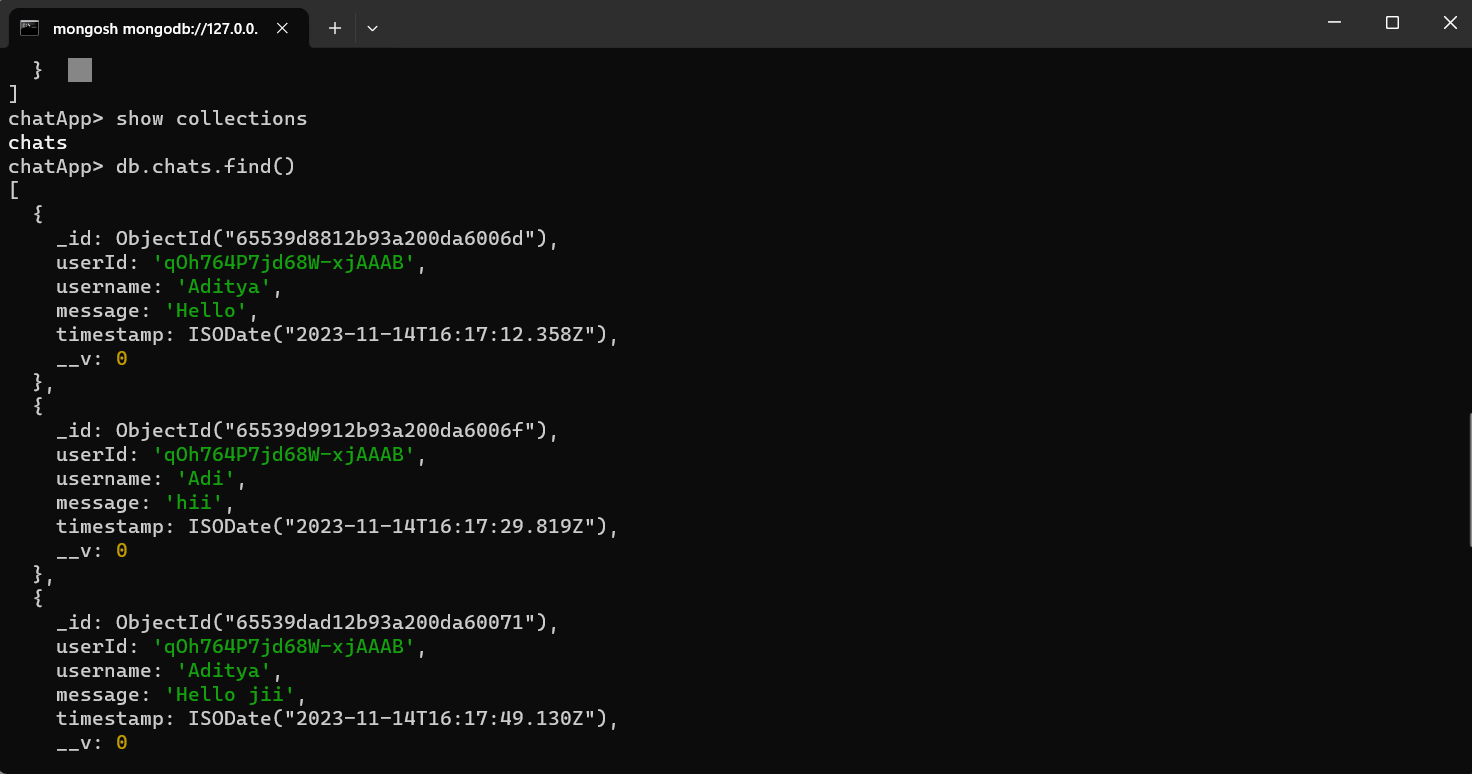 mongosh mongodb://127.0.0.
}
]
chatApp> show collections
chats
chatApp> db.chats.find()
[
  {
    _id: ObjectId("65539d8812b93a200da6006d"),
    userId: 'qOh764P7jd68W-xjAAAB',
    username: 'Aditya',
    message: 'Hello',
    timestamp: ISODate("2023-11-14T16:17:12.358Z"),
    __v: 0
  },
  {
    _id: ObjectId("65539d9912b93a200da6006f"),
    userId: 'qOh764P7jd68W-xjAAAB',
    username: 'Adi',
    message: 'hii',
    timestamp: ISODate("2023-11-14T16:17:29.819Z"),
    __v: 0
  },
  {
    _id: ObjectId("65539dad12b93a200da60071"),
    userId: 'qOh764P7jd68W-xjAAAB',
    username: 'Aditya',
    message: 'Hello jii',
    timestamp: ISODate("2023-11-14T16:17:49.130Z"),
    __v: 0